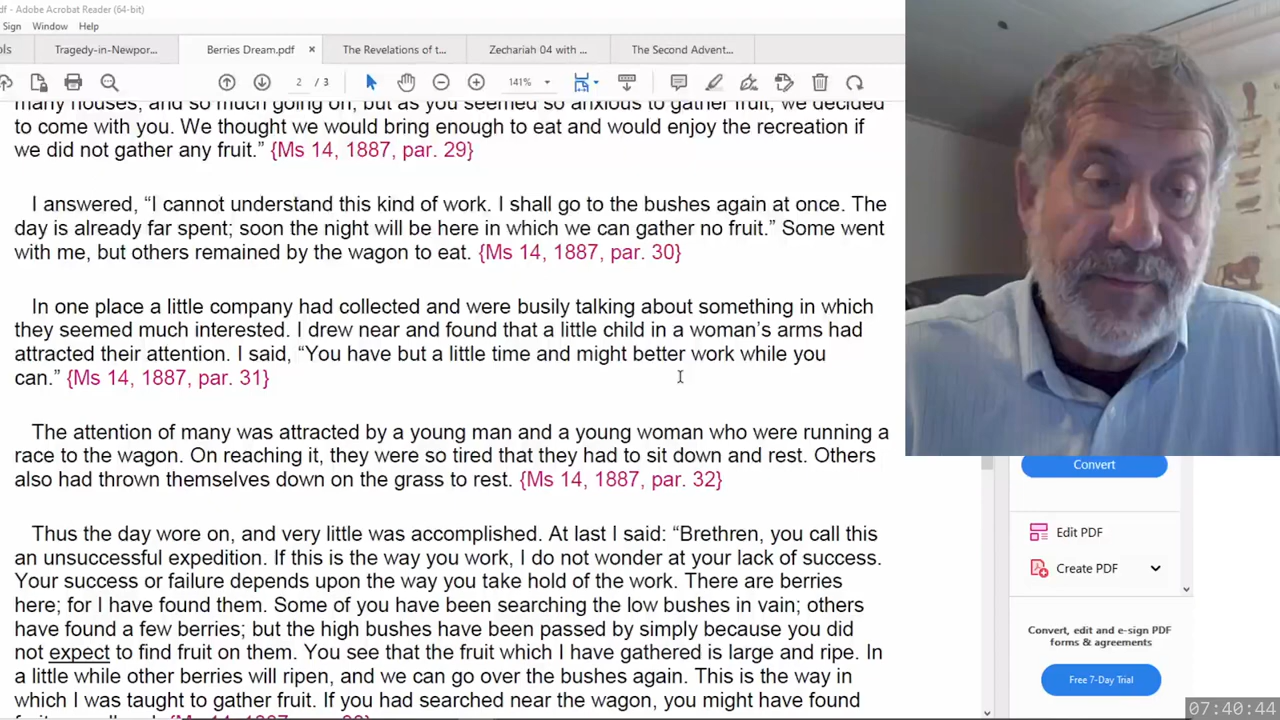 .pdf - Adobe Acrobat Reader (64-bit)
Sign Window Help
Tragedy-in-Newpor... Berries Dream.pdf × The Revelations of t... Zechariah 04 with ... The Second Advent...
2 / 3 141%
many houses, and so much going on, but as you seemed so anxious to gather fruit, we decided
to come with you. We thought we would bring enough to eat and would enjoy the recreation if
we did not gather any fruit.” {Ms 14, 1887, par. 29}
I answered, “I cannot understand this kind of work. I shall go to the bushes again at once. The
day is already far spent; soon the night will be here in which we can gather no fruit.” Some went
with me, but others remained by the wagon to eat. {Ms 14, 1887, par. 30}
In one place a little company had collected and were busily talking about something in which
they seemed much interested. I drew near and found that a little child in a woman’s arms had
attracted their attention. I said, “You have but a little time and might better work while you
can.” {Ms 14, 1887, par. 31}
The attention of many was attracted by a young man and a young woman who were running a
race to the wagon. On reaching it, they were so tired that they had to sit down and rest. Others
also had thrown themselves down on the grass to rest. {Ms 14, 1887, par. 32}
Thus the day wore on, and very little was accomplished. At last I said: “Brethren, you call this
an unsuccessful expedition. If this is the way you work, I do not wonder at your lack of success.
Your success or failure depends upon the way you take hold of the work. There are berries
here; for I have found them. Some of you have been searching the low bushes in vain; others
have found a few berries; but the high bushes have been passed by simply because you did
not expect to find fruit on them. You see that the fruit which I have gathered is large and ripe. In
a little while other berries will ripen, and we can go over the bushes again. This is the way in
which I was taught to gather fruit. If you had searched near the wagon, you might have found
Convert
Edit PDF
Create PDF
Convert, edit and e-sign PDF
forms & agreements
Free 7-Day Trial
07:40:44